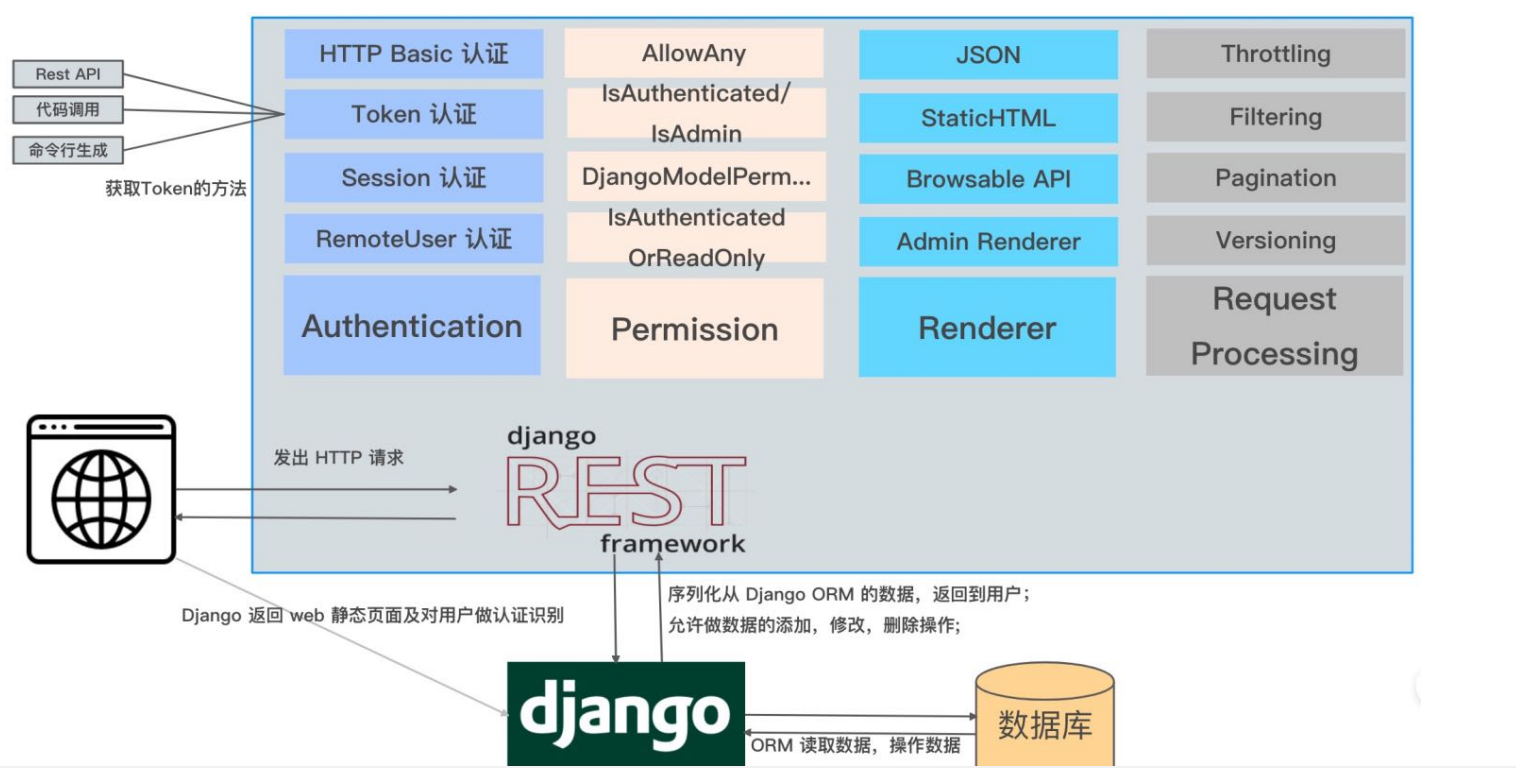 Rest API
代码调用
命令行生成
获取Token的方法
HTTP Basic 认证
Token 认证
Session 认证
RemoteUser 认证
Authentication
AllowAny
IsAuthenticated/
IsAdmin
DjangoModelPerm...
IsAuthenticated
OrReadOnly
Permission
JSON
StaticHTML
Browsable API
Admin Renderer
Renderer
Throttling
Filtering
Pagination
Versioning
Request
Processing
发出 HTTP 请求
django
REST
framework
Django 返回 web 静态页面及对用户做认证识别
序列化从 Django ORM 的数据，返回到用户；
允许做数据的添加，修改，删除操作;
django
ORM 读取数据，操作数据
数据库